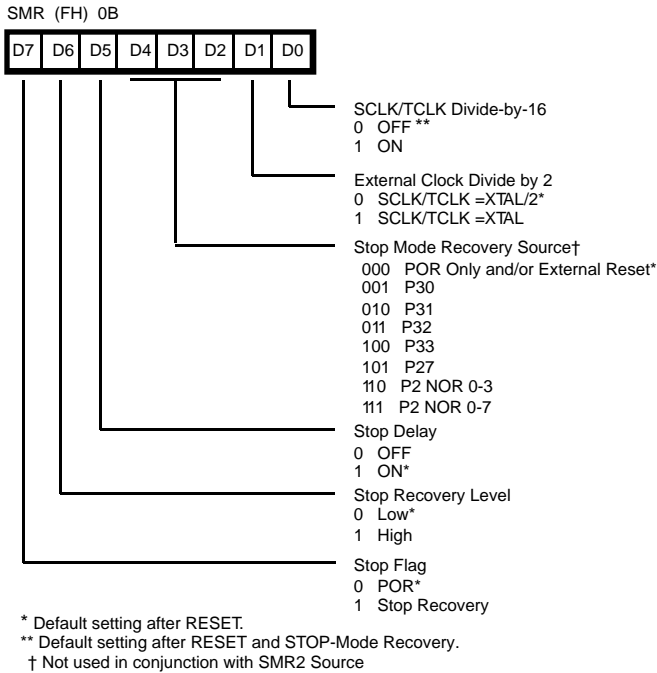 SMR (FH) 0B
D7 D6 D5 D4 D3 D2 D1 D0
SCLK/TCLK Divide-by-16
0 OFF **
1 ON
External Clock Divide by 2
0 SCLK/TCLK =XTAL/2*
1 SCLK/TCLK =XTAL
Stop Mode Recovery Source†
000 POR Only and/or External Reset*
001 P30
010 P31
011 P32
100 P33
101 P27
110 P2 NOR 0-3
111 P2 NOR 0-7
Stop Delay
0 OFF
1 ON*
Stop Recovery Level
0 Low*
1 High
Stop Flag
0 POR*
1 Stop Recovery
* Default setting after RESET.
** Default setting after RESET and STOP-Mode Recovery.
† Not used in conjunction with SMR2 Source